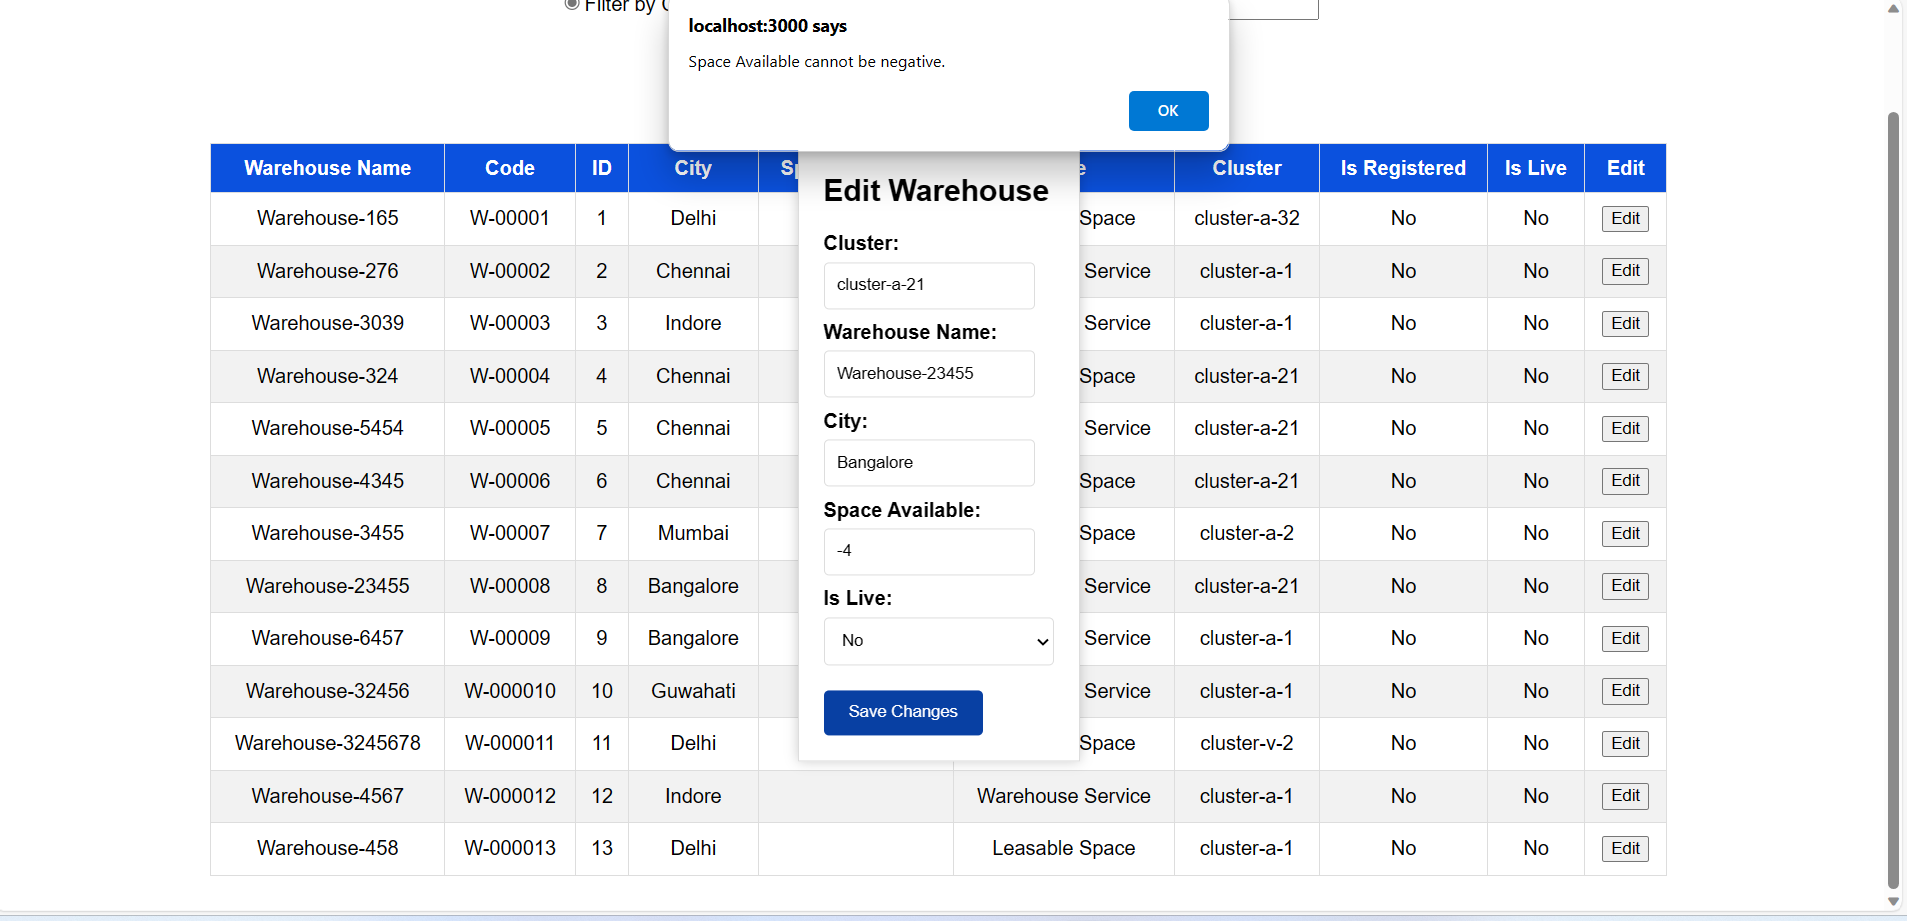 Filter by
localhost:3000 says
Space Available cannot be negative.
OK
Warehouse Name Code ID City Cluster Is Registered Is Live Edit
Warehouse-165 W-00001 1 Delhi Space cluster-a-32 No No Edit
Warehouse-276 W-00002 2 Chennai Service cluster-a-1 No No Edit
Warehouse-3039 W-00003 3 Indore Service cluster-a-1 No No Edit
Warehouse-324 W-00004 4 Chennai Space cluster-a-21 No No Edit
Warehouse-5454 W-00005 5 Chennai Service cluster-a-21 No No Edit
Warehouse-4345 W-00006 6 Chennai Space cluster-a-21 No No Edit
Warehouse-3455 W-00007 7 Mumbai Space cluster-a-2 No No Edit
Warehouse-23455 W-00008 8 Bangalore Service cluster-a-21 No No Edit
Warehouse-6457 W-00009 9 Bangalore Service cluster-a-1 No No Edit
Warehouse-32456 W-000010 10 Guwahati Service cluster-a-1 No No Edit
Warehouse-3245678 W-000011 11 Delhi Space cluster-v-2 No No Edit
Warehouse-4567 W-000012 12 Indore Warehouse Service cluster-a-1 No No Edit
Warehouse-458 W-000013 13 Delhi Leasable Space cluster-a-1 No No Edit
Edit Warehouse
Cluster:
cluster-a-21
Warehouse Name:
Warehouse-23455
City:
Bangalore
Space Available:
-4
Is Live:
No
Save Changes